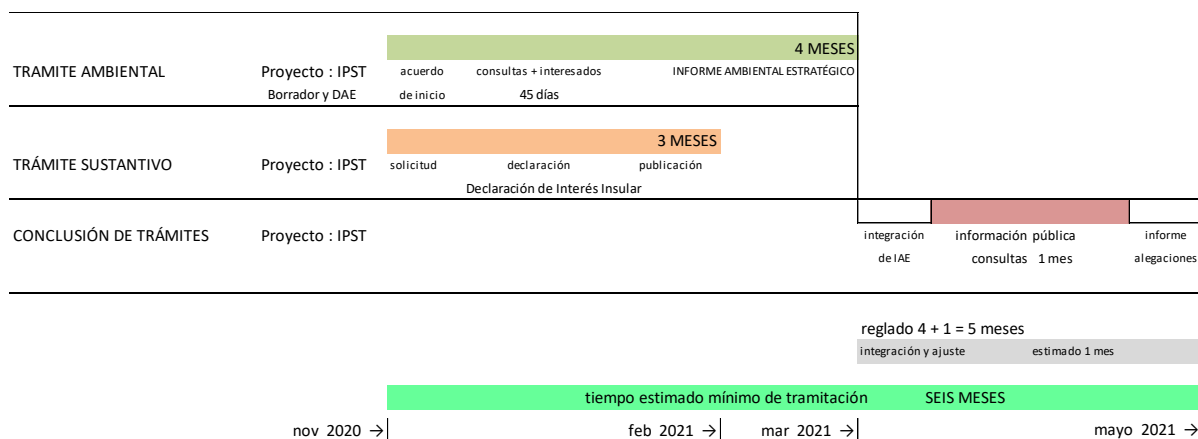 4 MESES
TRAMITE AMBIENTAL Proyecto : IPST acuerdo consultas + interesados INFORME AMBIENTAL ESTRATÉGICO
Borrador y DAE de inicio 45 días
3 MESES
TRÁMITE SUSTANTIVO Proyecto : IPST solicitud declaración publicación
Declaración de Interés Insular
CONCLUSIÓN DE TRÁMITES Proyecto : IPST integración información pública informe
de IAE consultas 1 mes alegaciones
reglado 4 + 1 = 5 meses
integración y ajuste estimado 1 mes
tiempo estimado mínimo de tramitación SEIS MESES
nov 2020 → feb 2021 → mar 2021 → mayo 2021 →